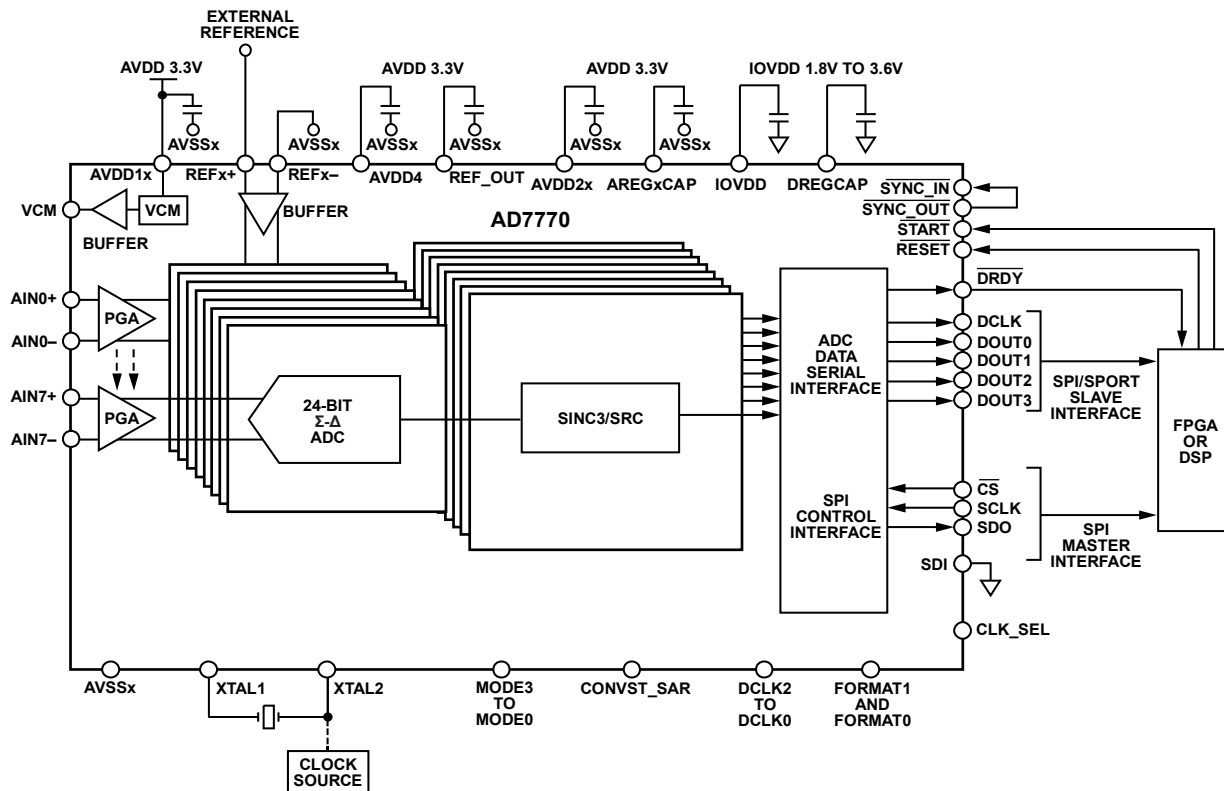 EXTERNAL
REFERENCE
AVDD 3.3V
AVDD 3.3V
AVDD 3.3V
IOVDD 1.8V TO 3.6V
AVSSx
AVSSx
AVSSx
AVSSx
AVSSx
AVSSx
AVDD1x
REFx+
REFx–
AVDD4
REF_OUT
AVDD2x
AREGxCAP
IOVDD
DREGCAP
VCM
VCM
BUFFER
BUFFER
AD7770
SYNC_IN
SYNC_OUT
START
RESET
AIN0+
AIN0–
PGA
AIN7+
AIN7–
PGA
24-BIT
Σ-Δ
ADC
SINC3/SRC
ADC
DATA
SERIAL
INTERFACE
SPI
CONTROL
INTERFACE
DRDY
DCLK
DOUT0
DOUT1
DOUT2
DOUT3
SPI/SPORT
SLAVE
INTERFACE
FPGA
OR
DSP
CS
SCLK
SDO
SPI
MASTER
INTERFACE
SDI
CLK_SEL
AVSSx
XTAL1
XTAL2
MODE3
TO
MODE0
CONVST_SAR
DCLK2
TO
DCLK0
FORMAT1
AND
FORMAT0
CLOCK
SOURCE